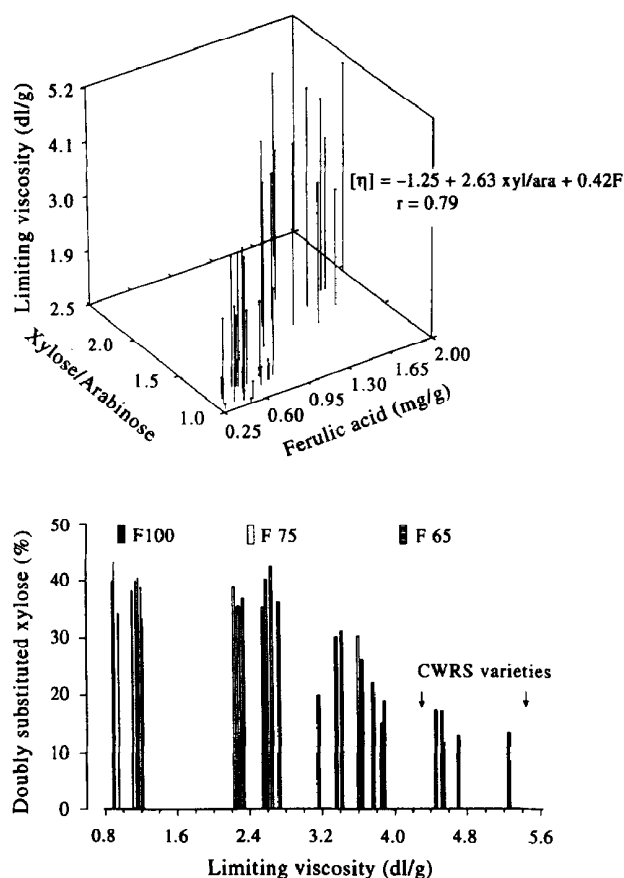 Limiting viscosity (dl/g)
5.2
4.1
3.0
1.9
2.5
2.0
1.5
1.0
Xylose/Arabinose
0.25
0.60
0.95
1.30
1.65
2.00
Ferulic acid (mg/g)
[η] = −1.25 + 2.63 xyl/ara + 0.42F
r = 0.79
Doubly substituted xylose (%)
50
40
30
20
10
0
F100
F 75
F 65
CWRS varieties
0.8
1.6
2.4
3.2
4.0
4.8
5.6
Limiting viscosity (dl/g)